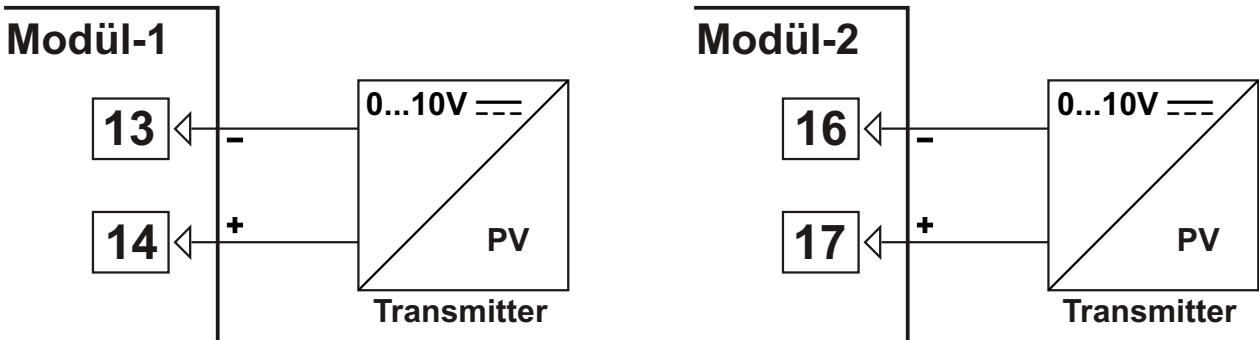 Modül-1
0...10V
13
-
+
14
PV
Transmitter
Modül-2
0...10V
16
-
+
17
PV
Transmitter